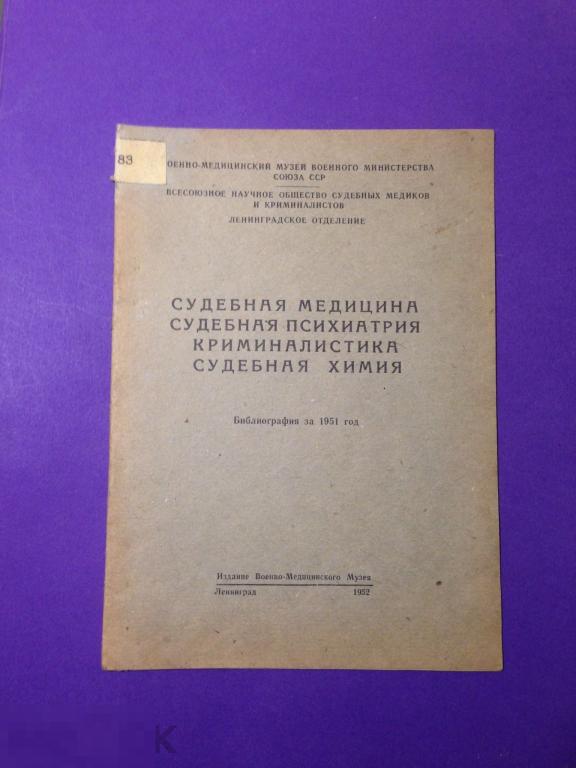 83
ОЕННО-МЕДИЦИНСКИЙ МУЗЕЙ ВОЕННОГО МИНИСТЕРСТВА
СОЮЗА ССР
ВСЕСОЮЗНОЕ НАУЧНОЕ ОБЩЕСТВО СУДЕБНЫХ МЕДИКОВ
И КРИМИНАЛИСТОВ
ЛЕНИНГРАДСКОЕ ОТДЕЛЕНИЕ
СУДЕБНАЯ МЕДИЦИНА
СУДЕБНАЯ ПСИХИАТРИЯ
КРИМИНАЛИСТИКА
СУДЕБНАЯ ХИМИЯ
Библиография за 1951 год
Издание Военно-Медицинского Музея
Ленинград 1952